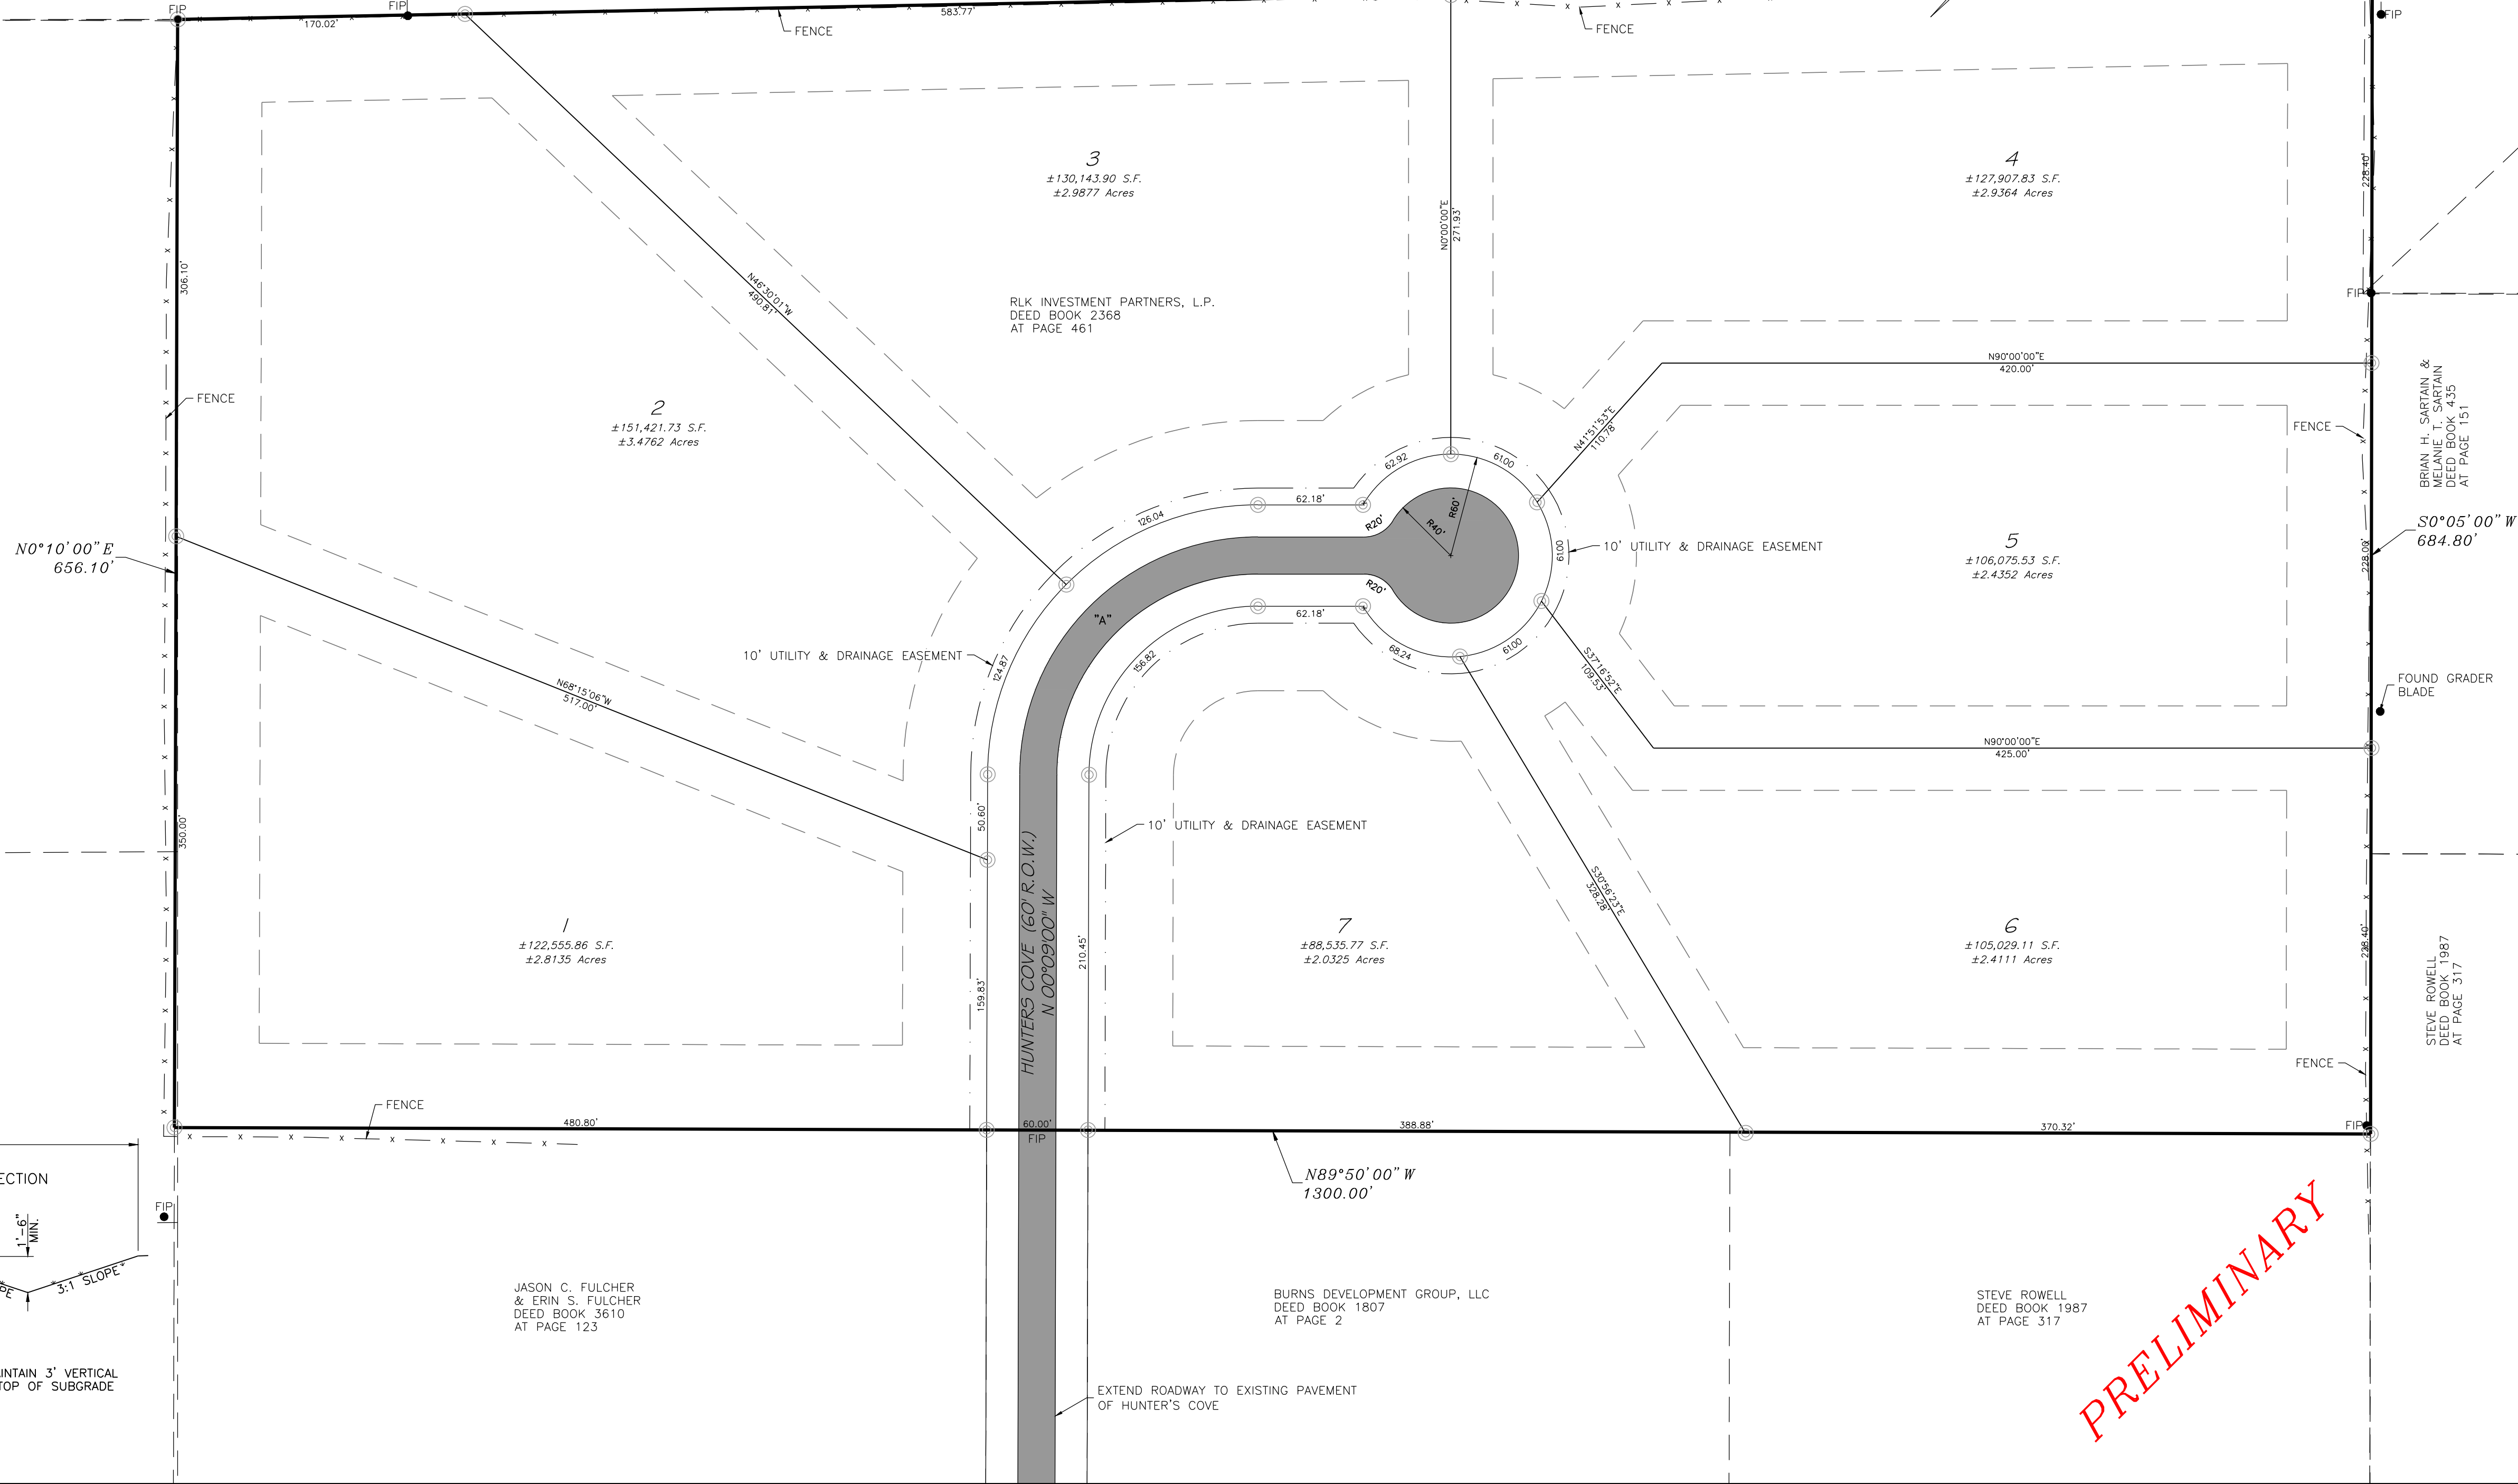 FIP
170.02'
FIP
583.77'
FENCE
FENCE
FIP
3
±130,143.90 S.F.
±2.9877 Acres
4
±127,907.83 S.F.
±2.9364 Acres
228.40'
N0°00'00"E
271.93'
306.10'
N46°30'01"W
490.81'
RLK INVESTMENT PARTNERS, L.P.
DEED BOOK 2368
AT PAGE 461
FIP
N90°00'00"E
420.00'
BRIAN H. SARTAIN &
MELANIE T. SARTAIN
DEED BOOK 435
AT PAGE 151
FENCE
2
±151,421.73 S.F.
±3.4762 Acres
N41°51'53"E
110.78'
FENCE
62.92
61.00
R60'
62.18'
126.04
R20'
R40'
N0°10'00"E
656.10'
61.00
10' UTILITY & DRAINAGE EASEMENT
5
±106,075.53 S.F.
±2.4352 Acres
228.00'
S0°05'00"W
684.80'
R20'
62.18'
"A"
10' UTILITY & DRAINAGE EASEMENT
124.87
156.82
68.24
61.00
S37°16'52"E
109.53'
N68°15'06"W
517.00'
FOUND GRADER
BLADE
N90°00'00"E
425.00'
350.00'
50.60'
10' UTILITY & DRAINAGE EASEMENT
HUNTERS COVE (60' R.O.W.)
N 00°09'00" W
S30°56'23"E
328.28'
1
±122,555.86 S.F.
±2.8135 Acres
159.83'
210.45'
7
±88,535.77 S.F.
±2.0325 Acres
6
±105,029.11 S.F.
±2.4111 Acres
228.40'
STEVE ROWELL
DEED BOOK 1987
AT PAGE 317
FENCE
FENCE
480.80'
60.00'
FIP
388.88'
370.32'
FIP
N89°50'00"W
1300.00'
ECTION
FIP
1'-6"
MIN.
PE
3:1 SLOPE
JASON C. FULCHER
& ERIN S. FULCHER
DEED BOOK 3610
AT PAGE 123
BURNS DEVELOPMENT GROUP, LLC
DEED BOOK 1807
AT PAGE 2
STEVE ROWELL
DEED BOOK 1987
AT PAGE 317
PRELIMINARY
INTAIN 3' VERTICAL
TOP OF SUBGRADE
EXTEND ROADWAY TO EXISTING PAVEMENT
OF HUNTER'S COVE